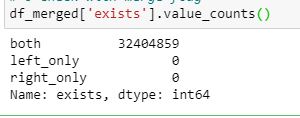 df_merged['exists'].value_counts()
both 32404859
left_only 0
right_only 0
Name: exists, dtype: int64